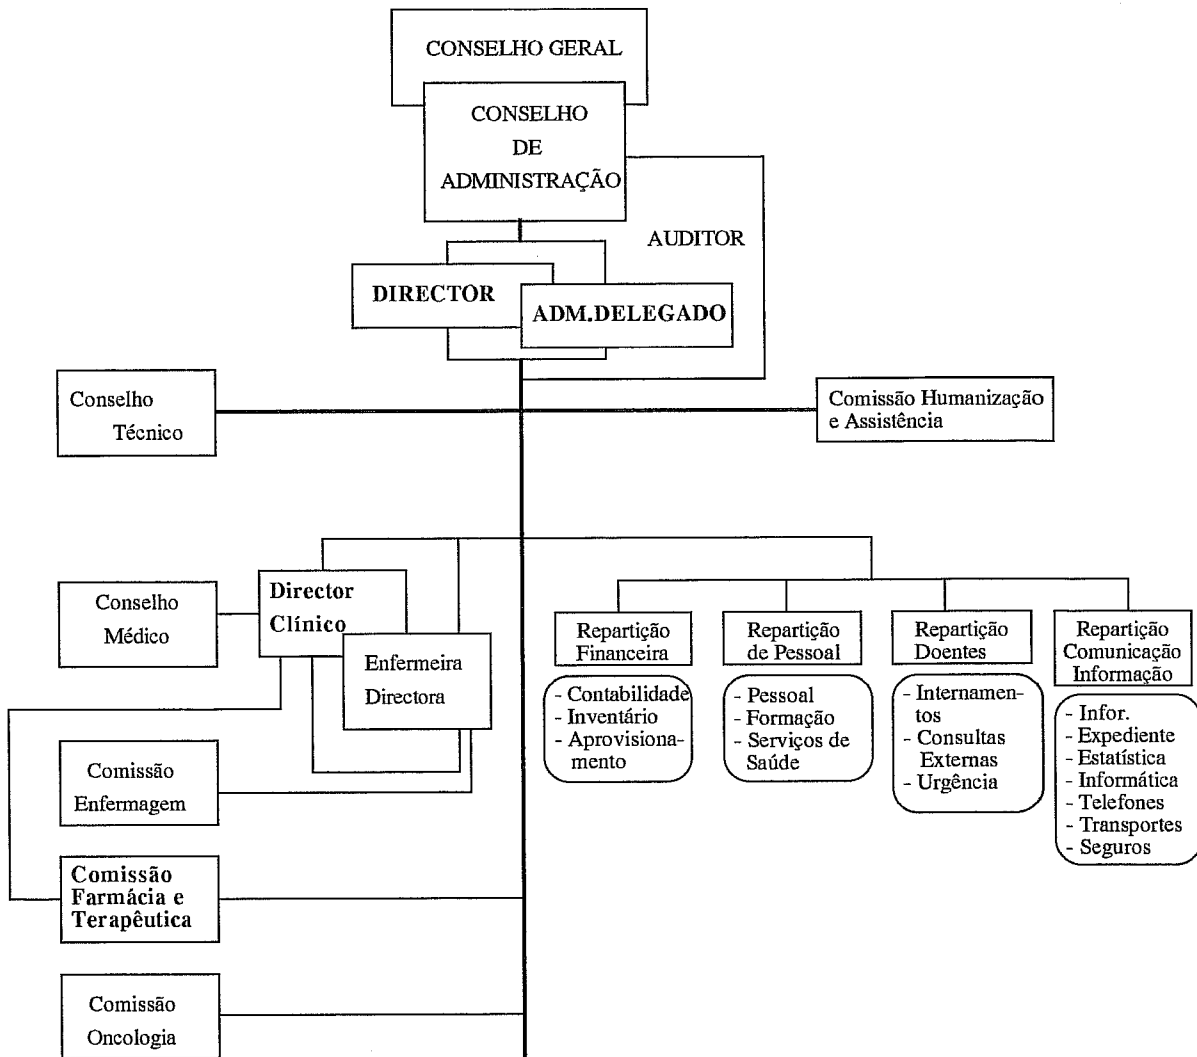 CONSELHO GERAL
CONSELHO
DE
ADMINISTRAÇÃO
AUDITOR
DIRECTOR
ADM.DELEGADO
Conselho
Técnico
Comissão Humanização
e Assistência
Conselho
Médico
Director
Clínico
Enfermeira
Directora
Repartição
Financeira
- Contabilidade
- Inventário
- Aprovisiona-
mento
Repartição
de Pessoal
- Pessoal
- Formação
- Serviços de
Saúde
Repartição
Doentes
- Internamen-
tos
- Consultas
Externas
- Urgência
Repartição
Comunicação
Informação
- Infor.
- Expediente
- Estatística
- Informática
- Telefones
- Transportes
- Seguros
Comissão
Enfermagem
Comissão
Farmácia e
Terapêutica
Comissão
Oncologia